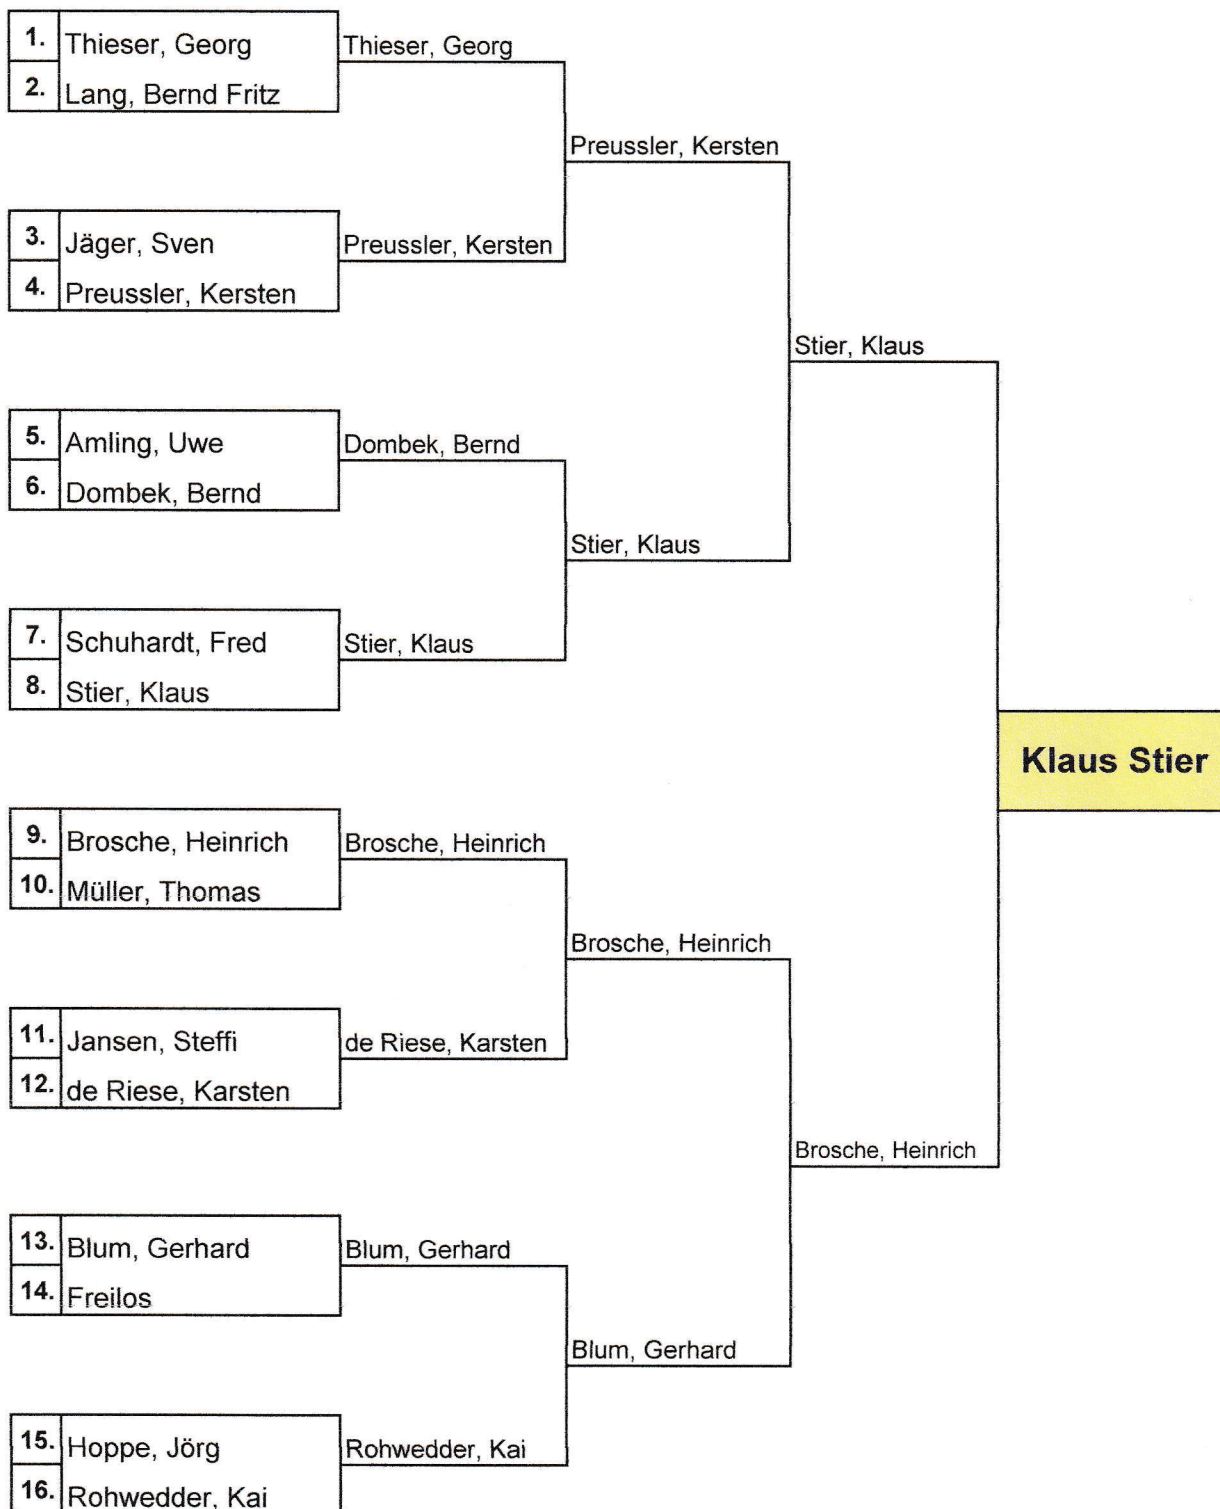 1. Thieser, Georg
2. Lang, Bernd Fritz
3. Jäger, Sven
4. Preussler, Kersten
5. Amling, Uwe
6. Dombek, Bernd
7. Schuhardt, Fred
8. Stier, Klaus
9. Brosche, Heinrich
10. Müller, Thomas
11. Jansen, Steffi
12. de Riese, Karsten
13. Blum, Gerhard
14. Freilos
15. Hoppe, Jörg
16. Rohwedder, Kai
Thieser, Georg
Preussler, Kersten
Dombek, Bernd
Stier, Klaus
Brosche, Heinrich
de Riese, Karsten
Blum, Gerhard
Rohwedder, Kai
Preussler, Kersten
Stier, Klaus
Brosche, Heinrich
Blum, Gerhard
Stier, Klaus
Brosche, Heinrich
Klaus Stier